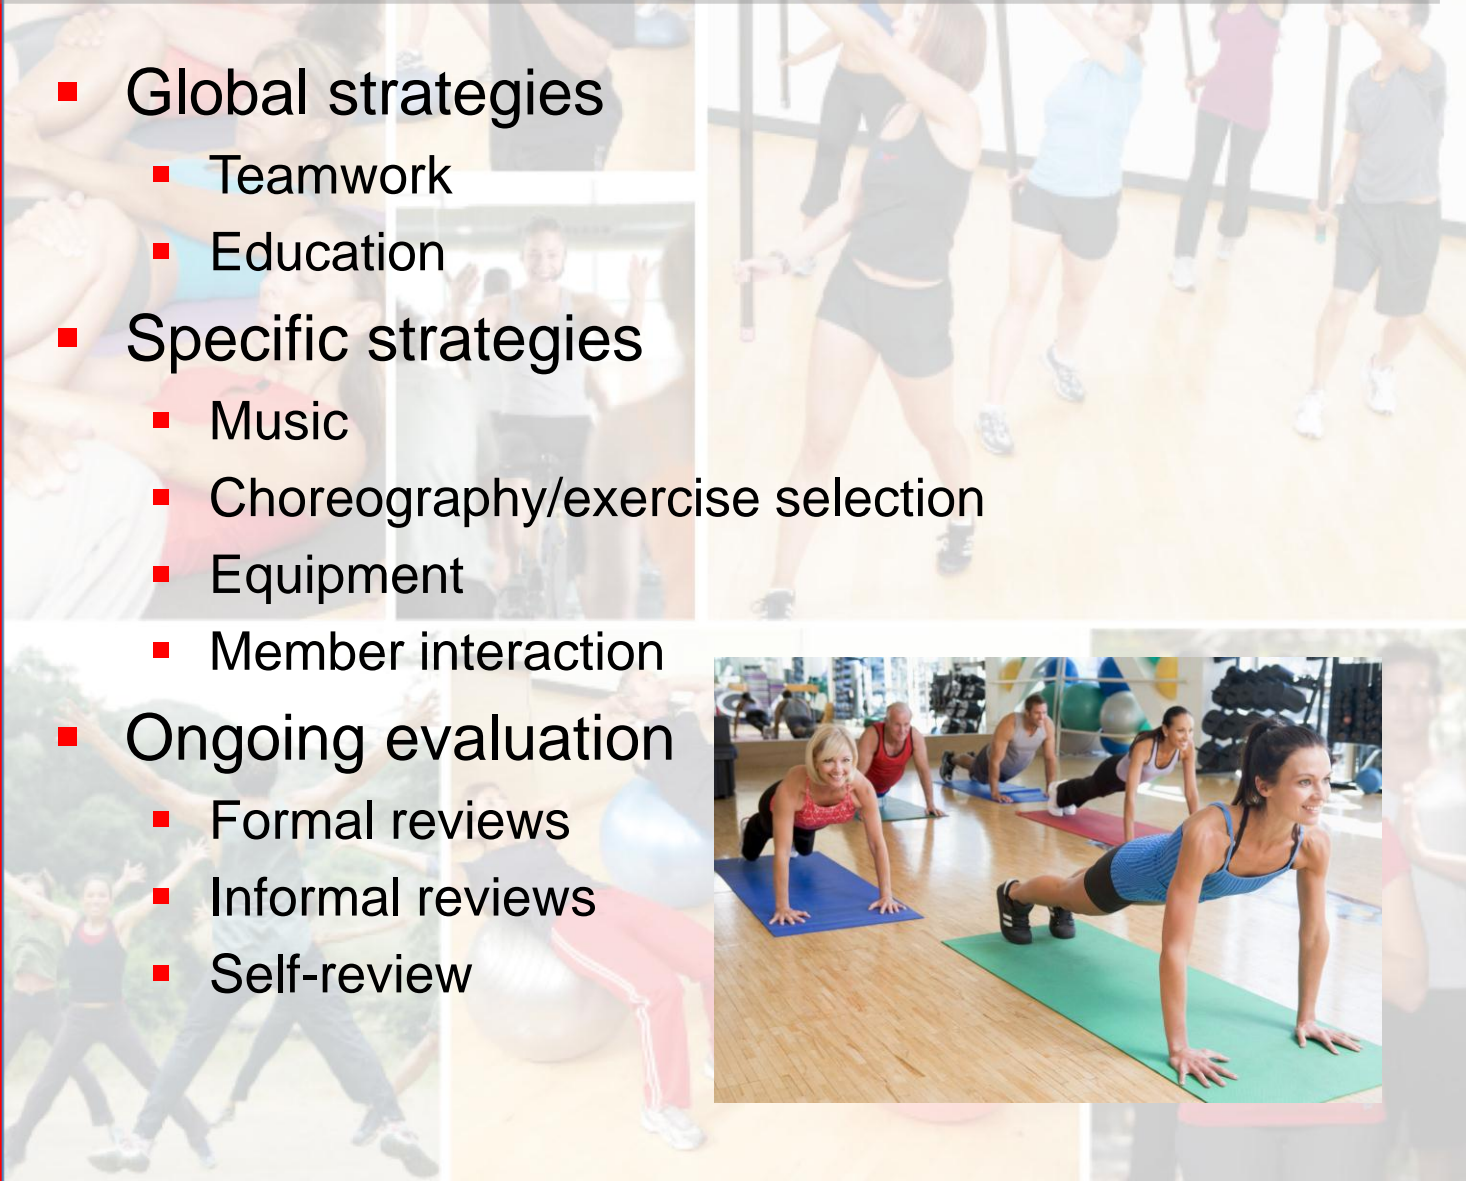 Global strategies
Teamwork
Education
Specific strategies
Music
Choreography/exercise selection
Equipment
Member interaction
Ongoing evaluation
Formal reviews
Informal reviews
Self-review